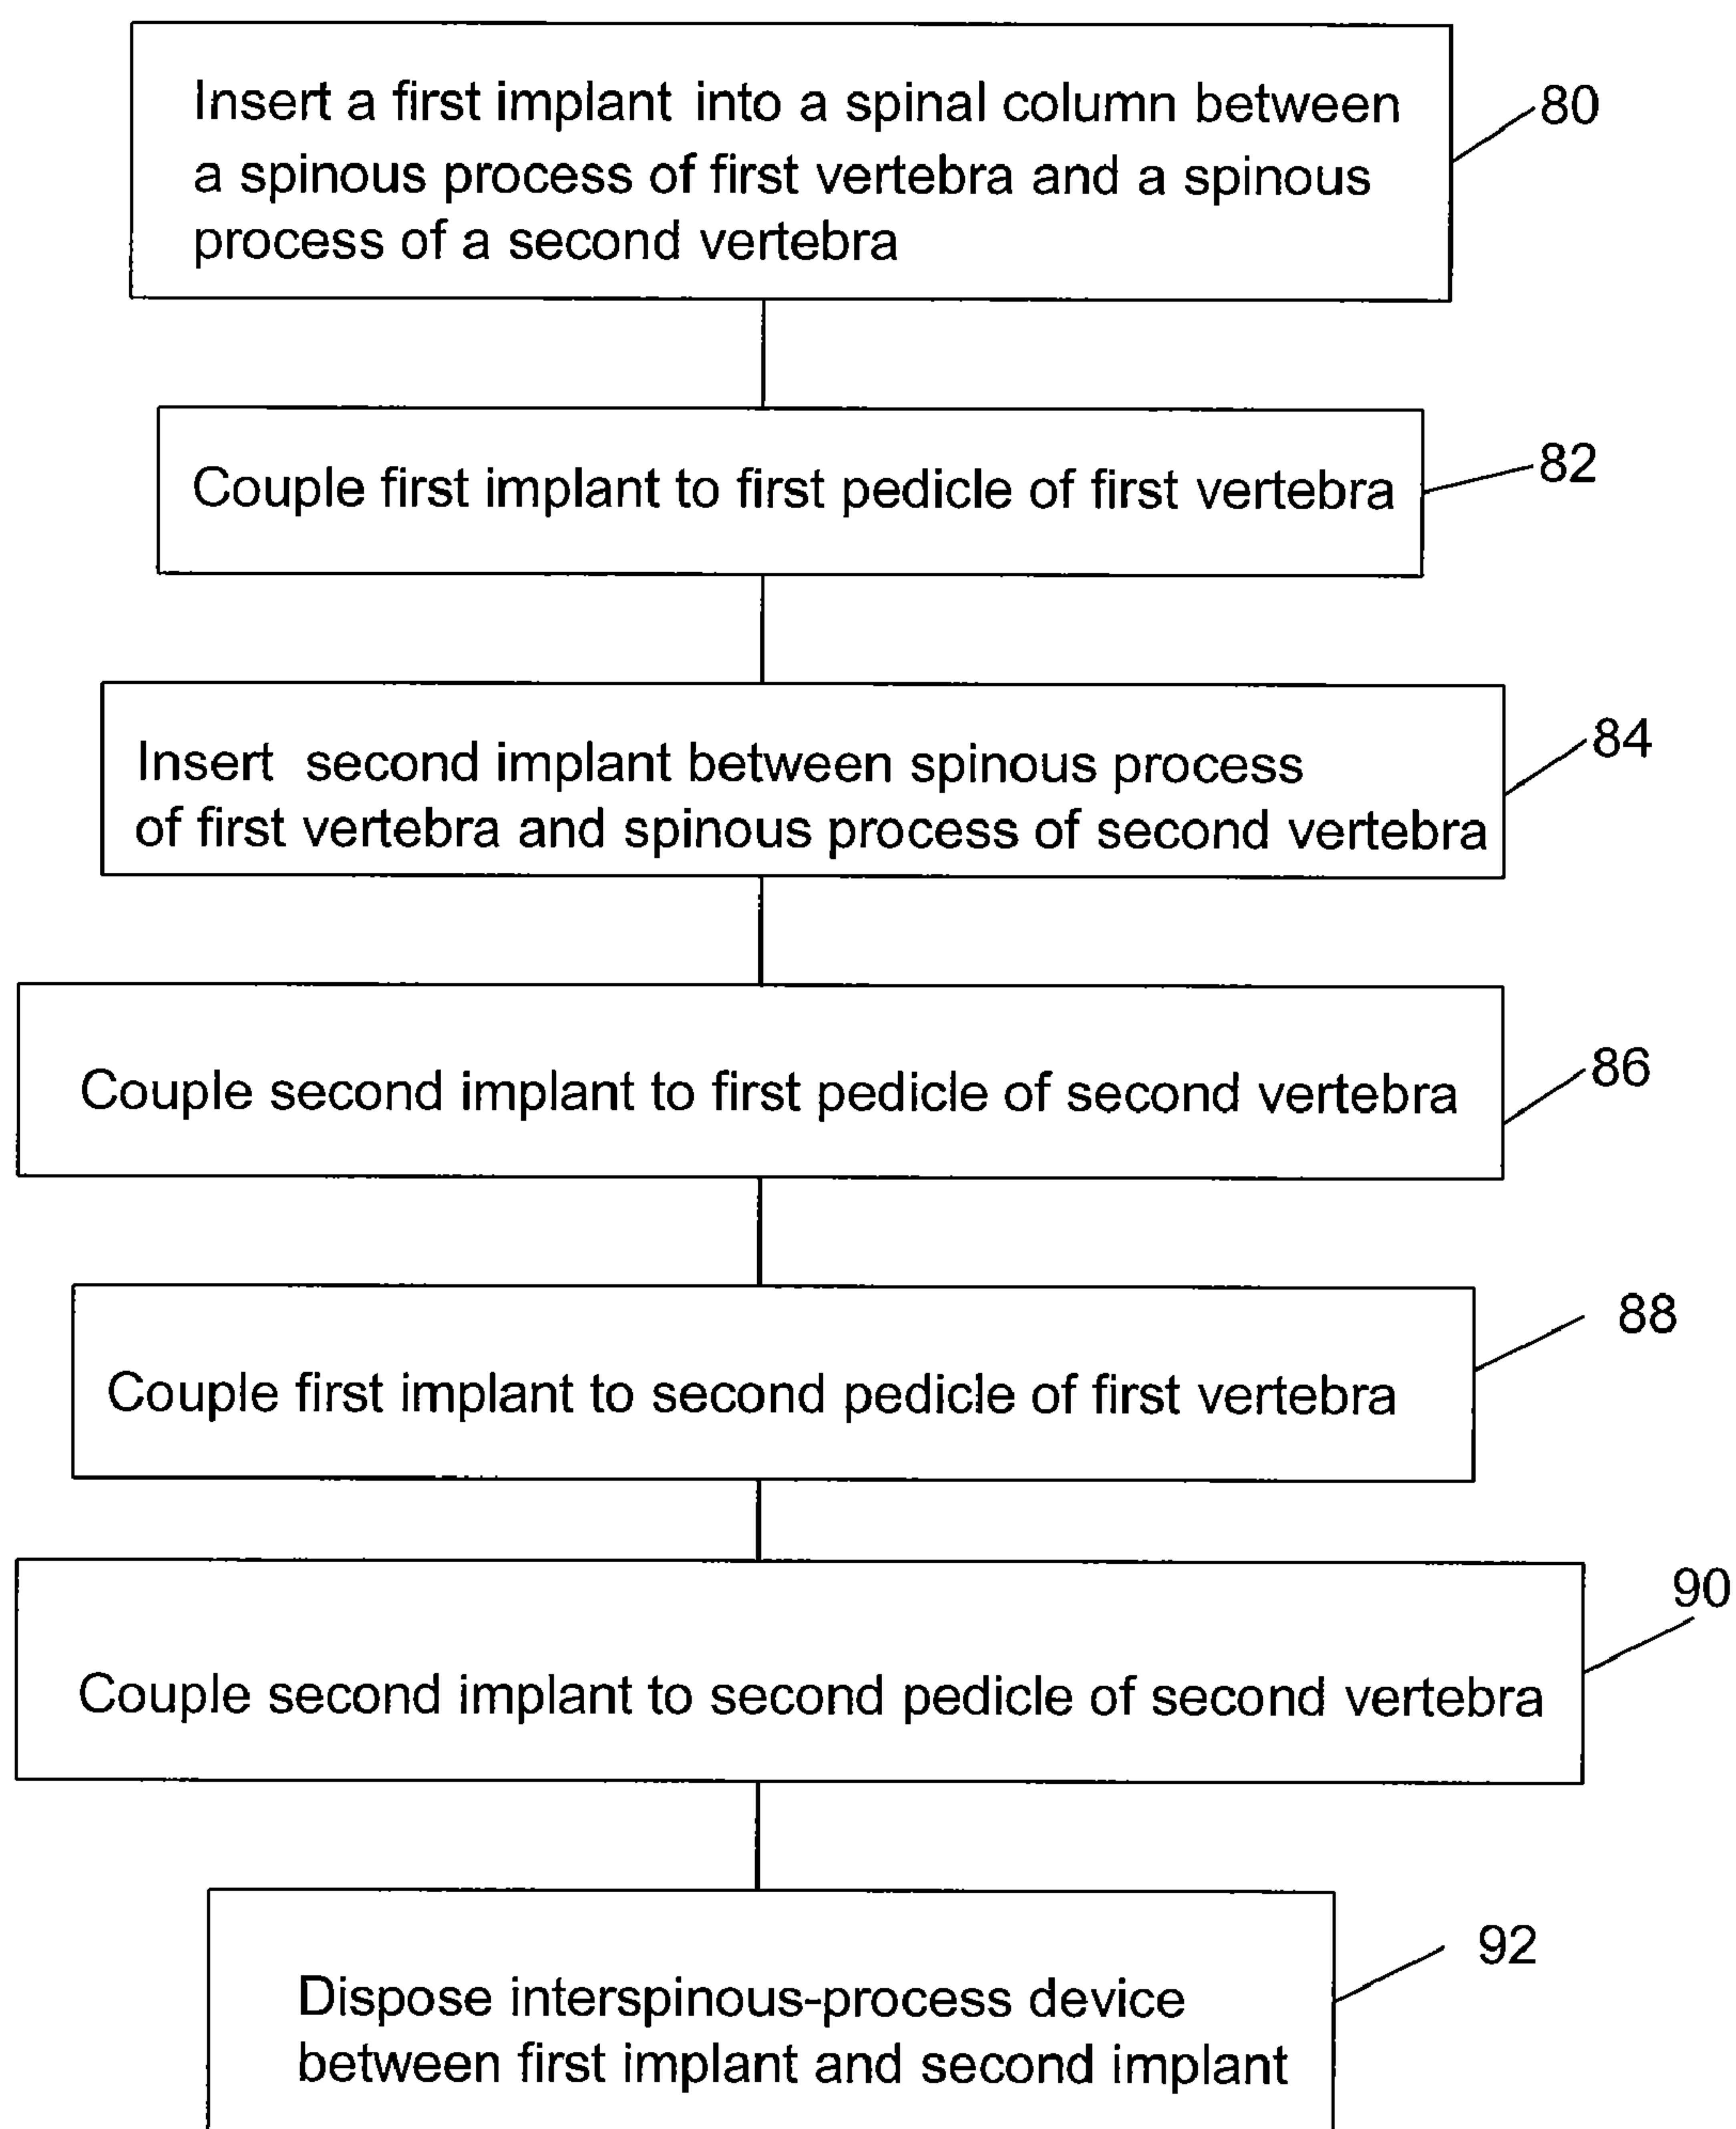 Insert a first implant into a spinal column between
a spinous process of first vertebra and a spinous
process of a second vertebra
80
Couple first implant to first pedicle of first vertebra
82
Insert second implant between spinous process
of first vertebra and spinous process of second vertebra
84
Couple second implant to first pedicle of second vertebra
86
Couple first implant to second pedicle of first vertebra
88
Couple second implant to second pedicle of second vertebra
90
Dispose interspinous-process device
between first implant and second implant
92